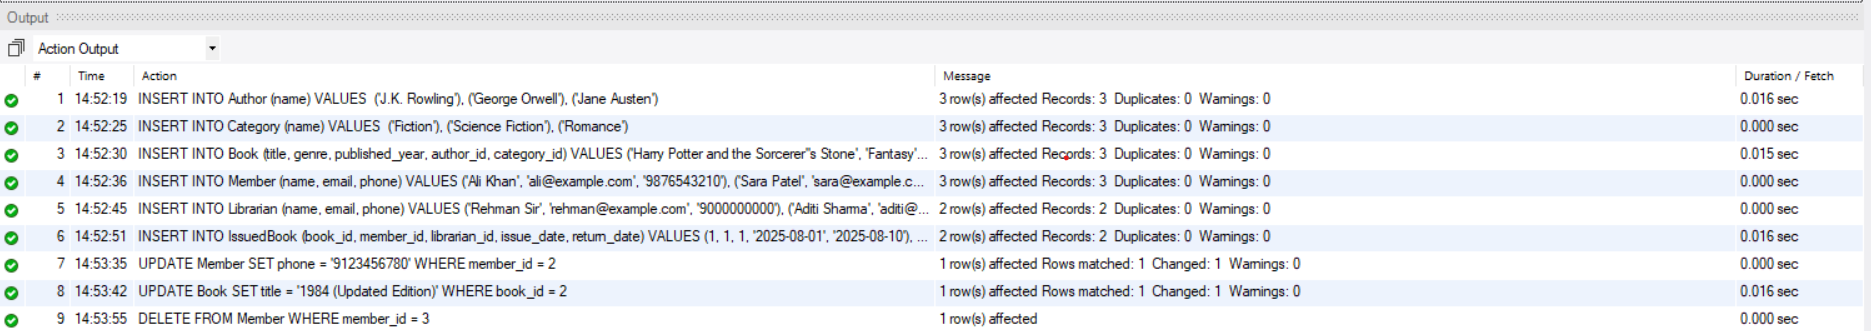 Output
Action Output
# Time Action Message Duration / Fetch
1 14:52:19 INSERT INTO Author (name) VALUES ('J.K. Rowling'), ('George Orwell'), ('Jane Austen') 3 row(s) affected Records: 3 Duplicates: 0 Warnings: 0 0.016 sec
2 14:52:25 INSERT INTO Category (name) VALUES ('Fiction'), ('Science Fiction'), ('Romance') 3 row(s) affected Records: 3 Duplicates: 0 Warnings: 0 0.000 sec
3 14:52:30 INSERT INTO Book (title, genre, published_year, author_id, category_id) VALUES ('Harry Potter and the Sorcerer''s Stone', 'Fantasy'... 3 row(s) affected Records: 3 Duplicates: 0 Warnings: 0 0.015 sec
4 14:52:36 INSERT INTO Member (name, email, phone) VALUES ('Ali Khan', 'ali@example.com', '9876543210'), ('Sara Patel', 'sara@example.c... 3 row(s) affected Records: 3 Duplicates: 0 Warnings: 0 0.000 sec
5 14:52:45 INSERT INTO Librarian (name, email, phone) VALUES ('Rehman Sir', 'rehman@example.com', '9000000000'), ('Aditi Sharma', 'aditi@... 2 row(s) affected Records: 2 Duplicates: 0 Warnings: 0 0.000 sec
6 14:52:51 INSERT INTO IssuedBook (book_id, member_id, librarian_id, issue_date, return_date) VALUES (1, 1, 1, '2025-08-01', '2025-08-10'), ... 2 row(s) affected Records: 2 Duplicates: 0 Warnings: 0 0.016 sec
7 14:53:35 UPDATE Member SET phone = '9123456780' WHERE member_id = 2 1 row(s) affected Rows matched: 1 Changed: 1 Warnings: 0 0.000 sec
8 14:53:42 UPDATE Book SET title = '1984 (Updated Edition)' WHERE book_id = 2 1 row(s) affected Rows matched: 1 Changed: 1 Warnings: 0 0.016 sec
9 14:53:55 DELETE FROM Member WHERE member_id = 3 1 row(s) affected 0.000 sec